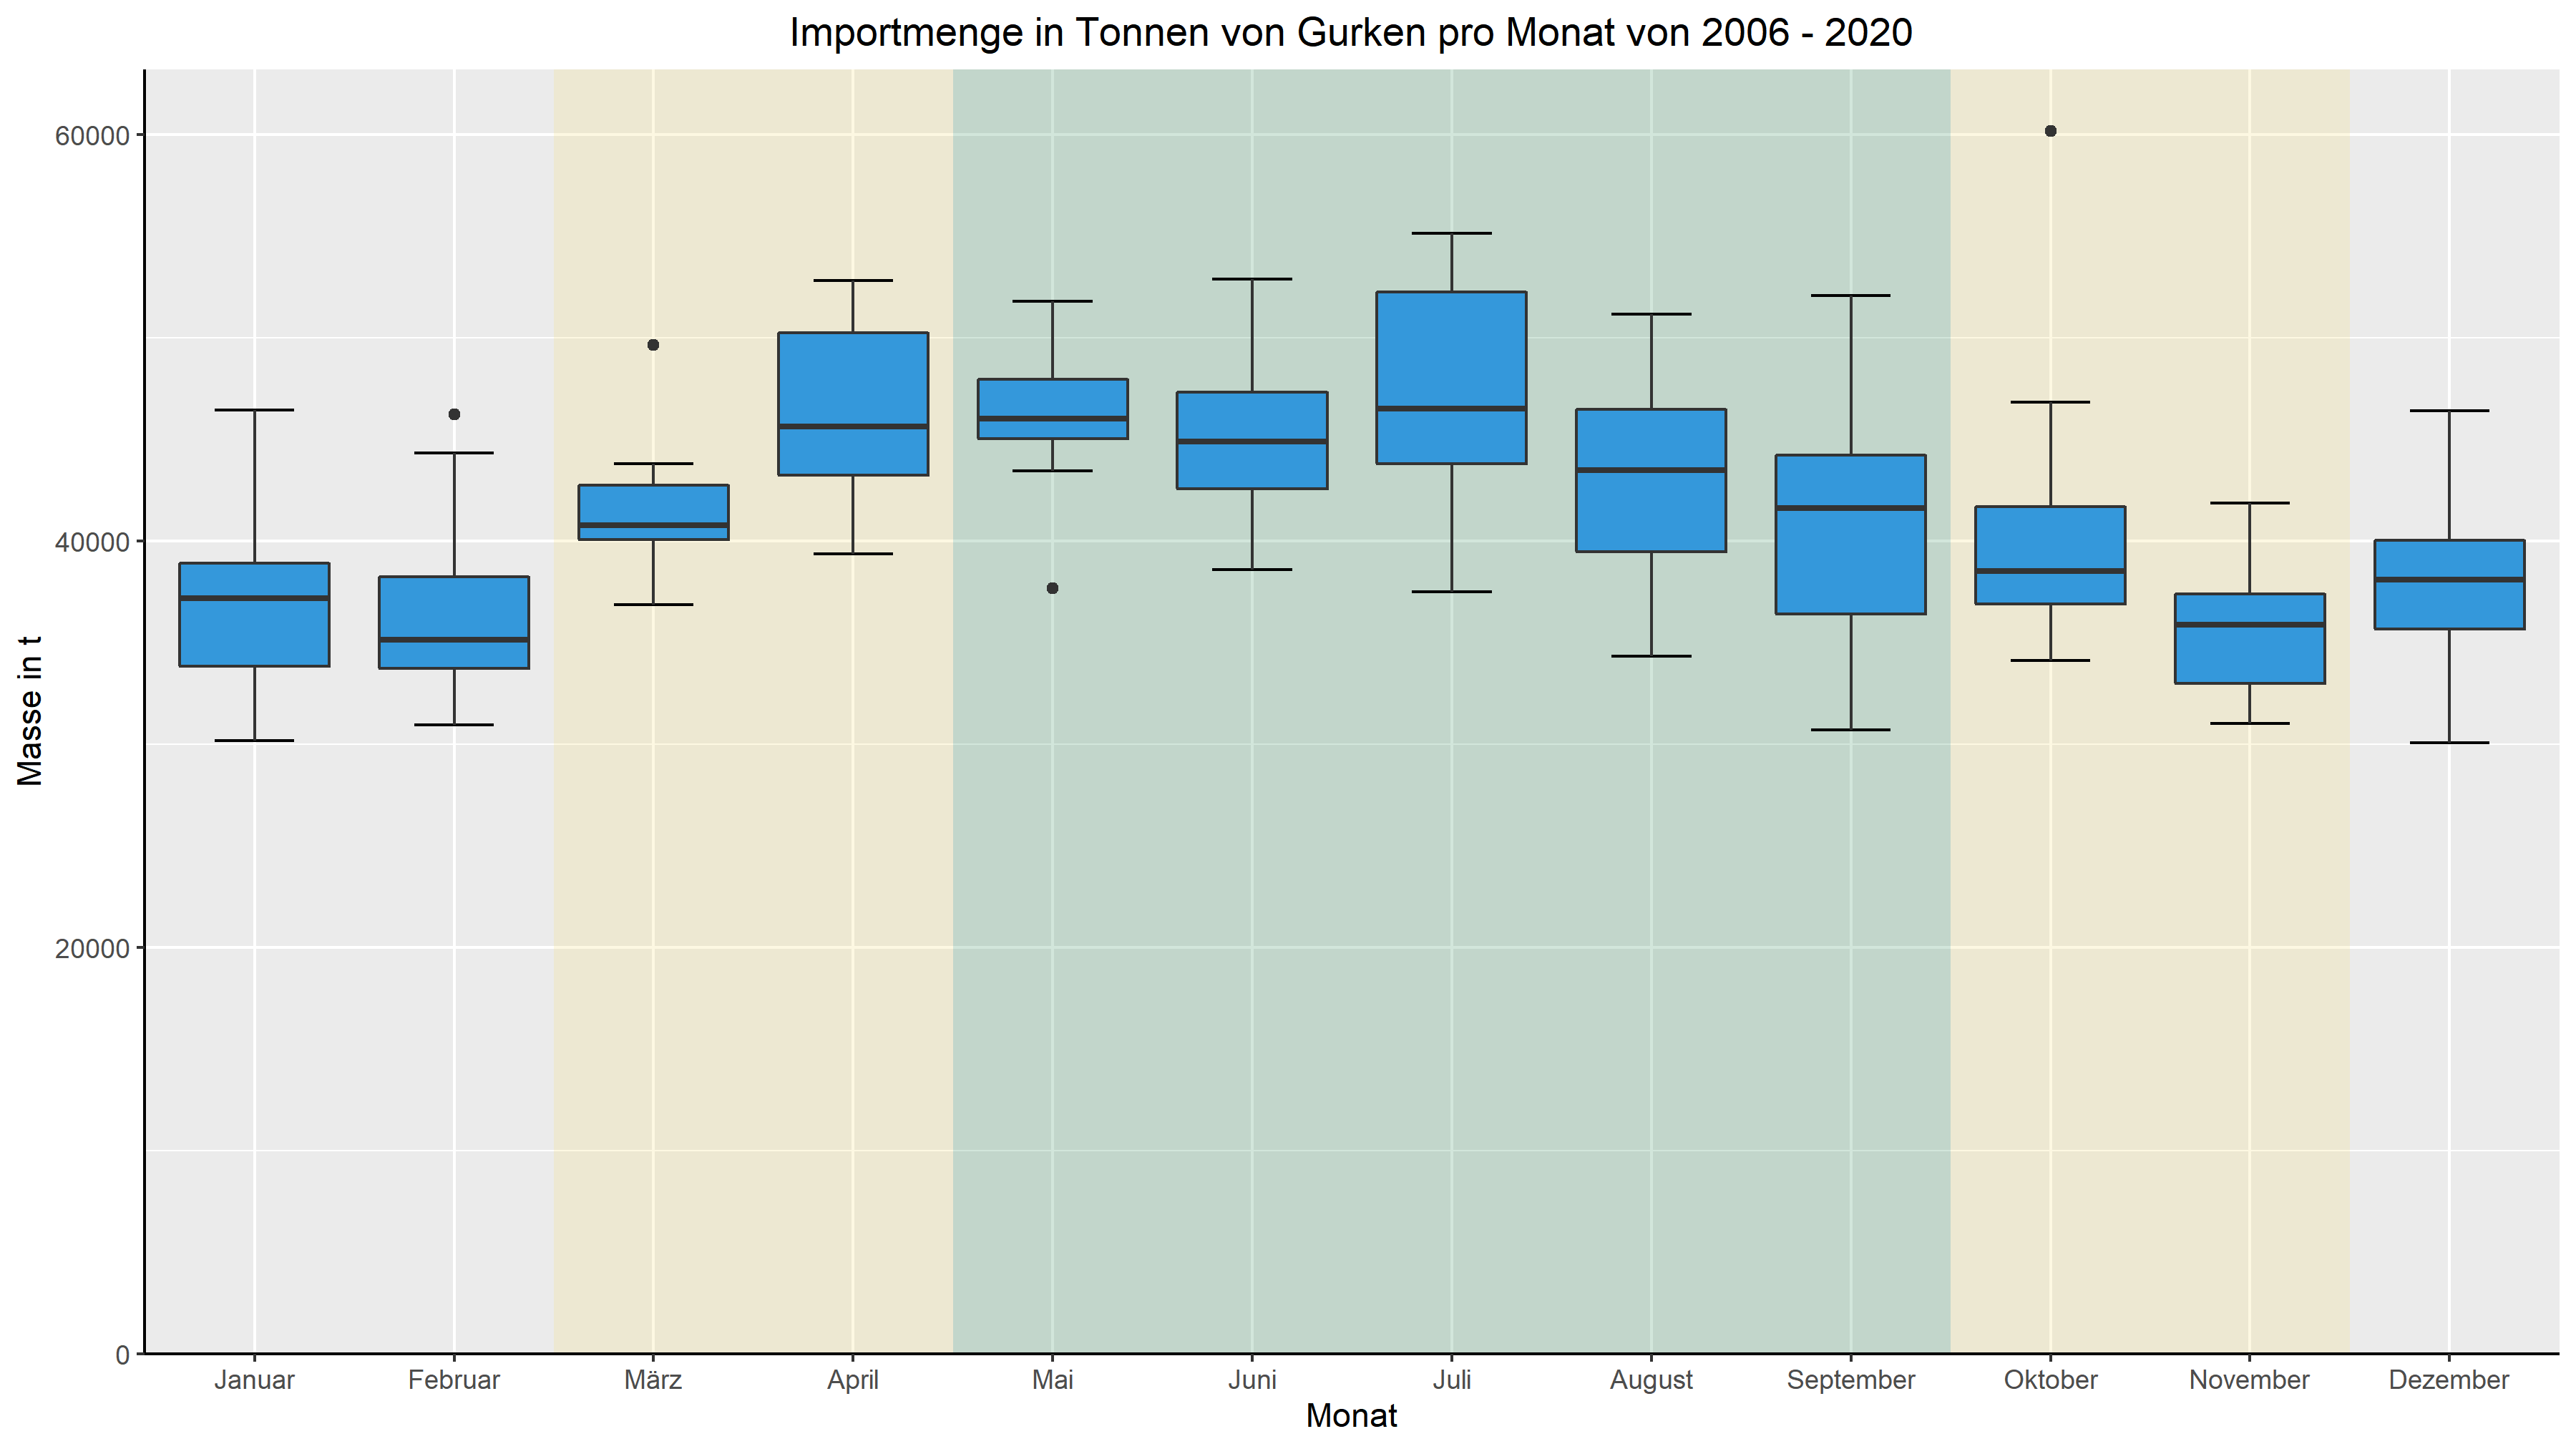 Importmenge in Tonnen von Gurken pro Monat von 2006 - 2020
60000
40000
20000
0
Masse in t
Januar Februar März April Mai Juni Juli August September Oktober November Dezember
Monat